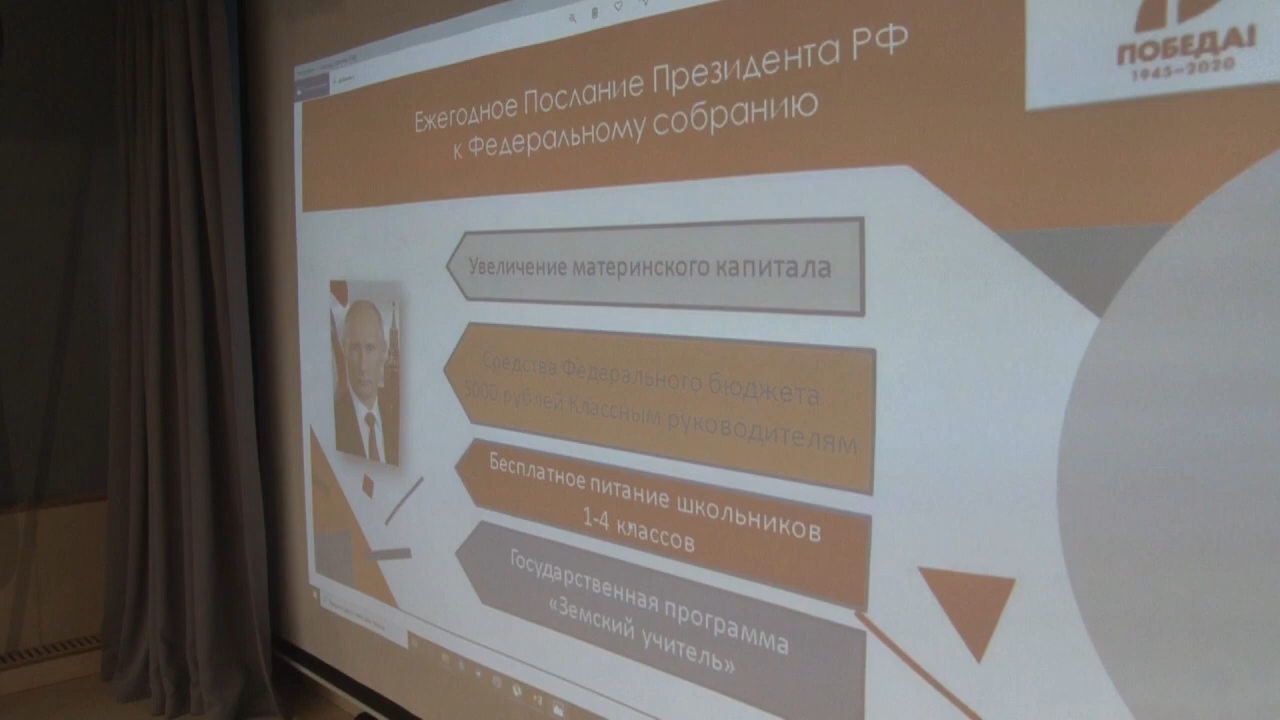 Ежегодное Послание Президента РФ
к Федеральному собранию
ПОБЕДА!
1945-2020
Увеличение материнского капитала
Средства Федерального бюджета
5000 рублей Классным руководителям
Бесплатное питание школьников
1-4 классов
Государственная программа
«Земский учитель»